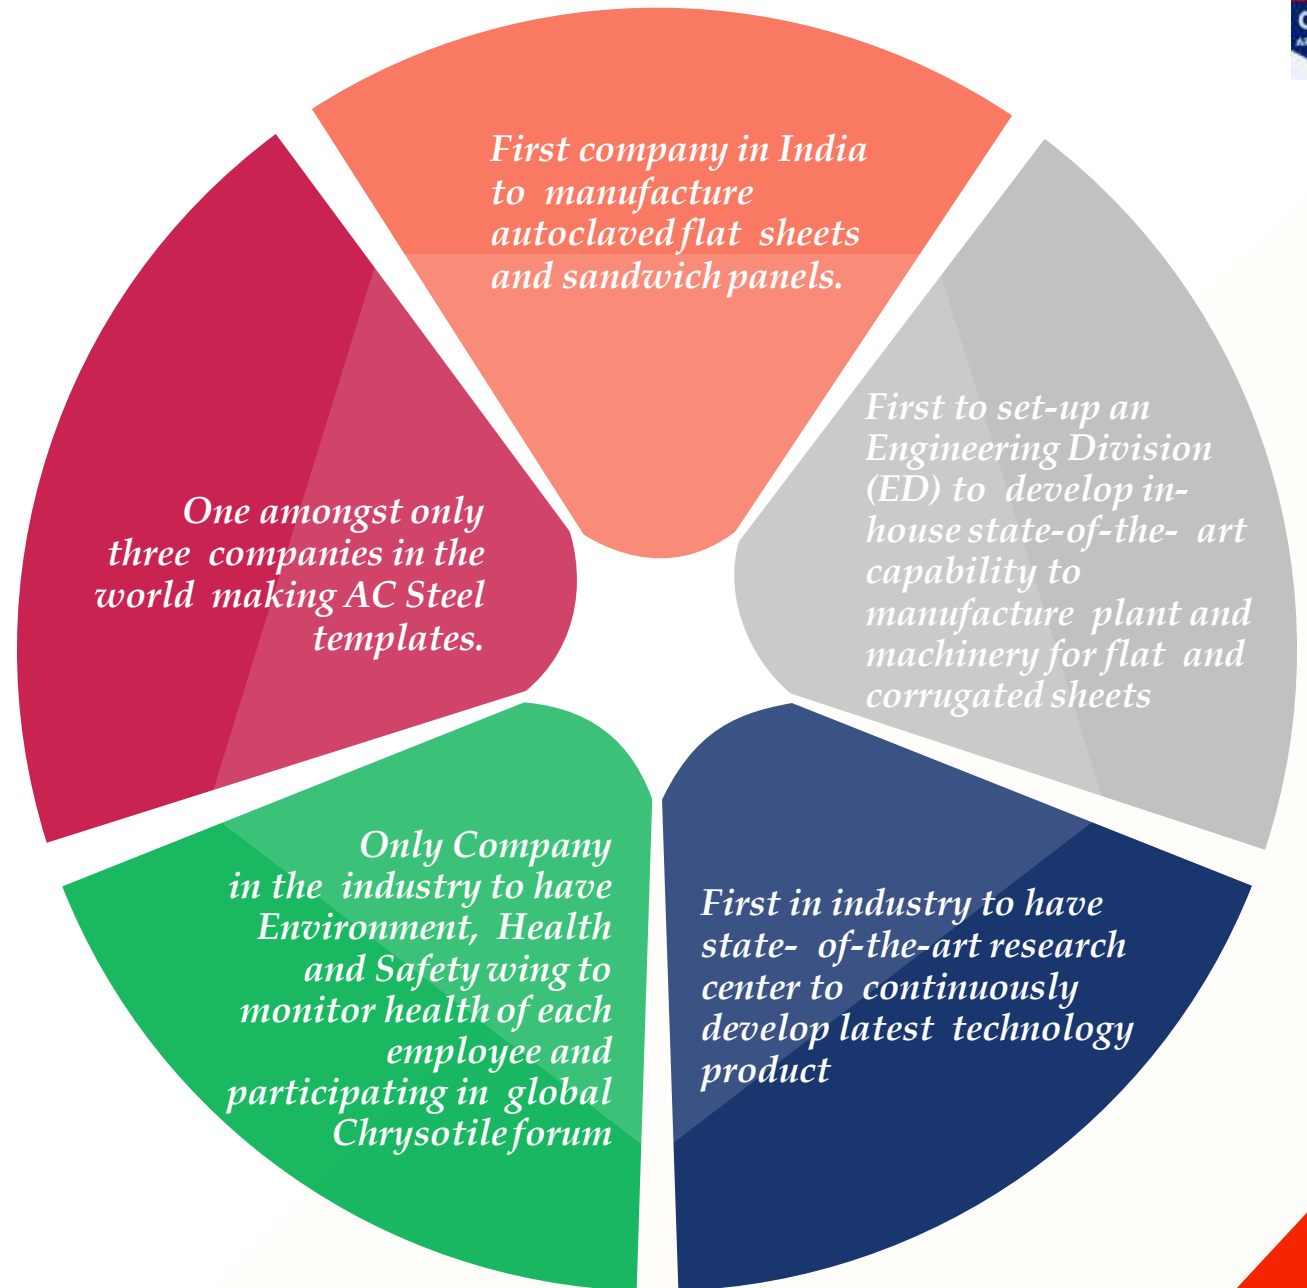 First company in India
to manufacture
autoclaved flat sheets
and sandwich panels.
First to set-up an
Engineering Division
(ED) to develop in-
house state-of-the- art
capability to
manufacture plant and
machinery for flat and
corrugated sheets
One amongst only
three companies in the
world making AC Steel
templates.
Only Company
in the industry to have
Environment, Health
and Safety wing to
monitor health of each
employee and
participating in global
Chrysotile forum
First in industry to have
state- of-the-art research
center to continuously
develop latest technology
product